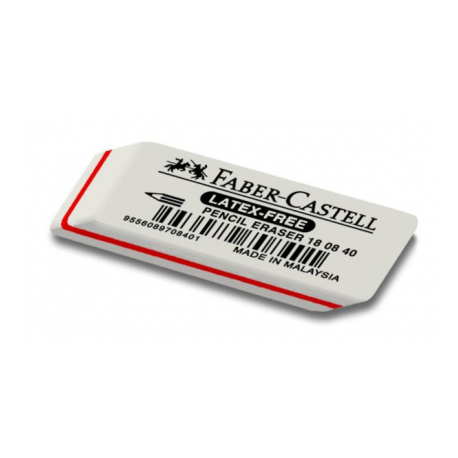 FABER-CASTELL
LATEX-FREE
PENCIL ERASER 18 08 40
9556089708401
MADE IN MALAYSIA